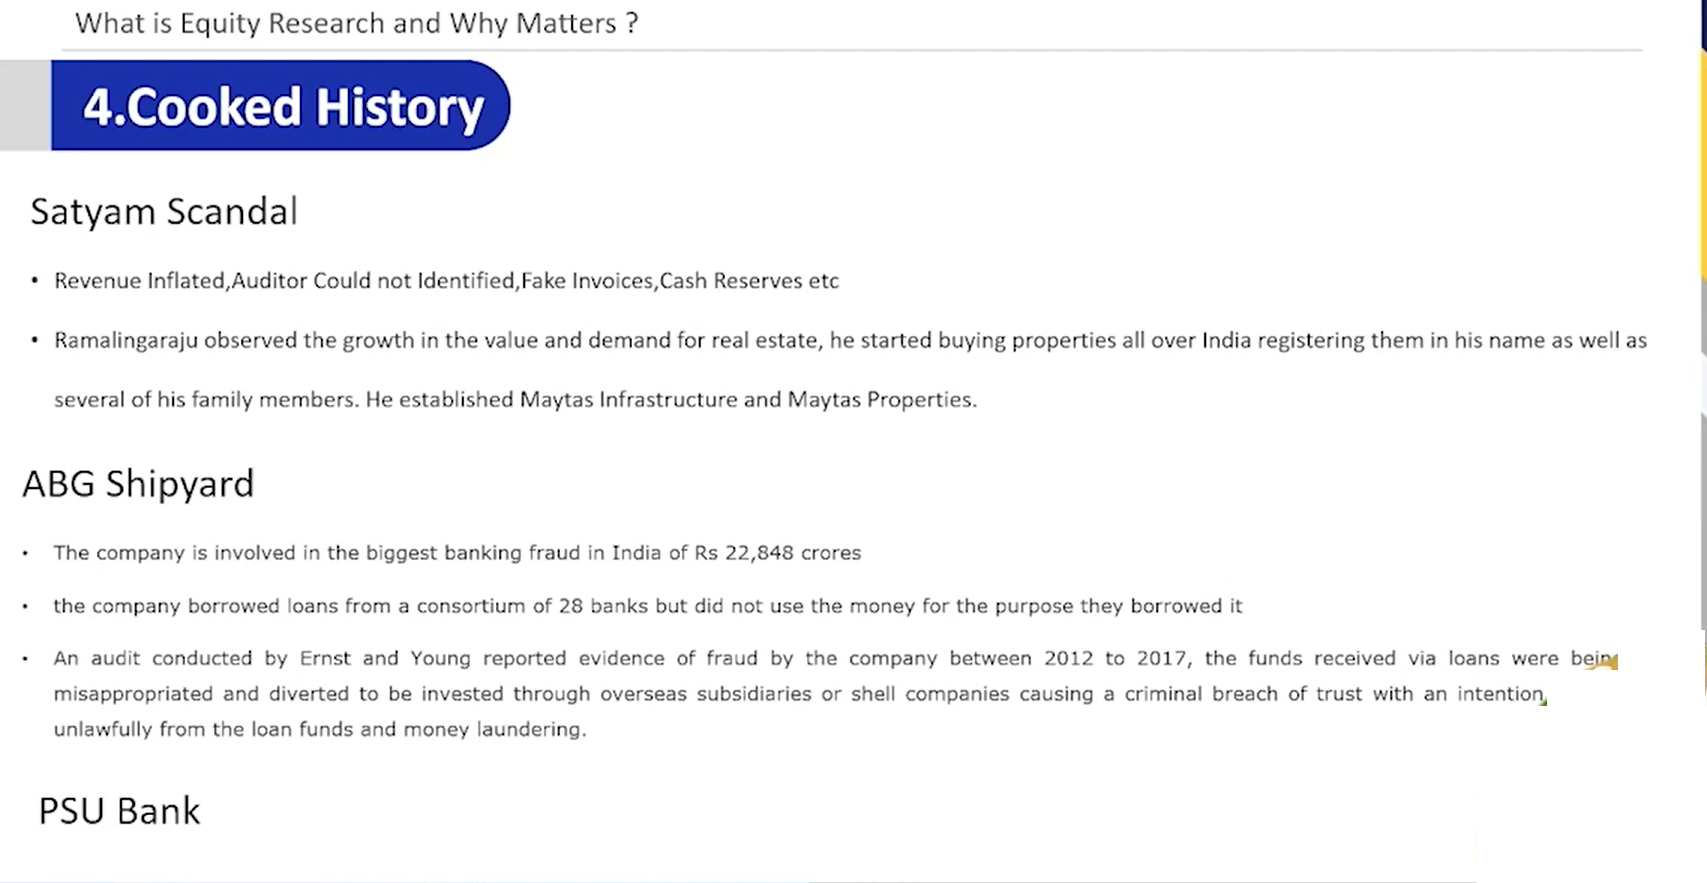 What is Equity Research and Why Matters ?
4.Cooked History
Satyam Scandal
• Revenue Inflated,Auditor Could not Identified,Fake Invoices,Cash Reserves etc
• Ramalingaraju observed the growth in the value and demand for real estate, he started buying properties all over India registering them in his name as well as
several of his family members. He established Maytas Infrastructure and Maytas Properties.
ABG Shipyard
• The company is involved in the biggest banking fraud in India of Rs 22,848 crores
• the company borrowed loans from a consortium of 28 banks but did not use the money for the purpose they borrowed it
• An audit conducted by Ernst and Young reported evidence of fraud by the company between 2012 to 2017, the funds received via loans were
misappropriated and diverted to be invested through overseas subsidiaries or shell companies causing a criminal breach of trust with an intention
unlawfully from the loan funds and money laundering.
PSU Bank